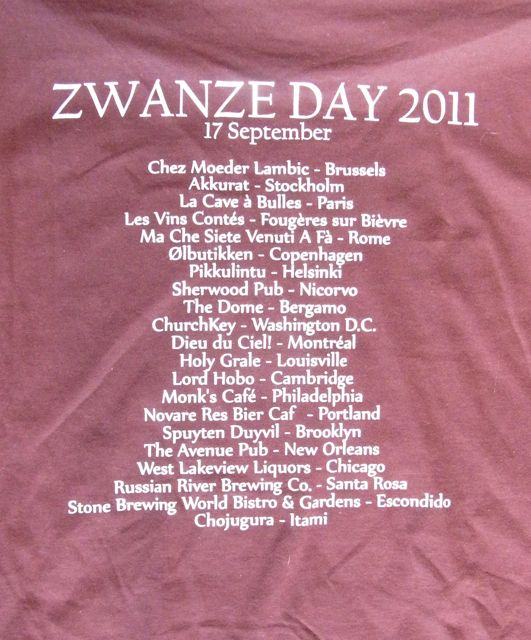 ZWANZE DAY 2011
17 September
Chez Moeder Lambic - Brussels
Akkurat - Stockholm
La Cave à Bulles - Paris
Les Vins Contés - Fougères sur Bièvre
Ma Che Siete Venuti A Fà - Rome
Ølbutikken - Copenhagen
Pikkulintu - Helsinki
Sherwood Pub - Nicorvo
The Dome - Bergamo
ChurchKey - Washington D.C.
Dieu du Ciel! - Montréal
Holy Grale - Louisville
Lord Hobo - Cambridge
Monk's Café - Philadelphia
Novare Res Bier Caf - Portland
Spuyten Duyvil - Brooklyn
The Avenue Pub - New Orleans
West Lakeview Liquors - Chicago
Russian River Brewing Co. - Santa Rosa
Stone Brewing World Bistro & Gardens - Escondido
Chojugura - Itami